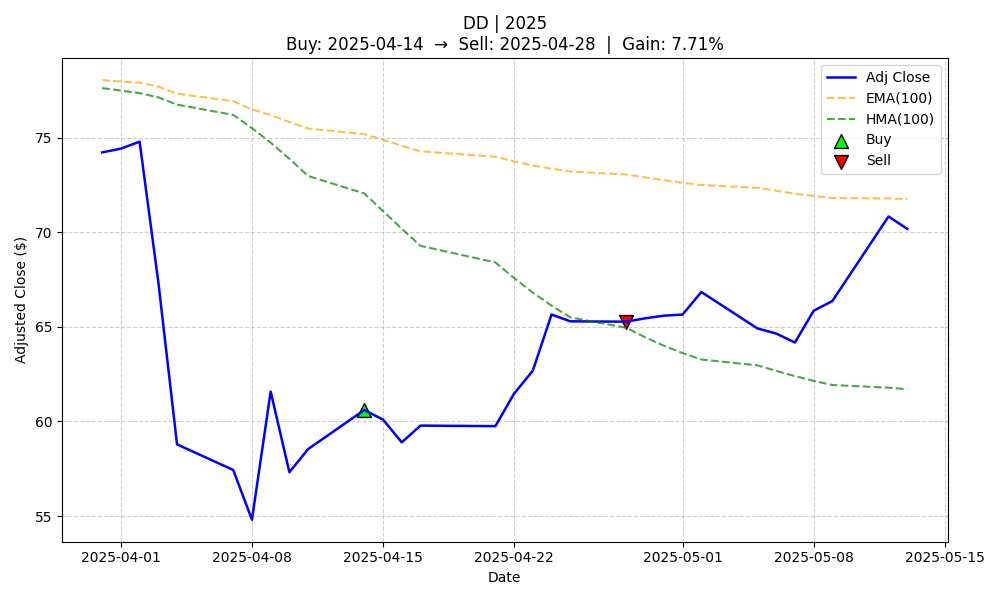 DD | 2025
Buy: 2025-04-14 → Sell: 2025-04-28 | Gain: 7.71%
Adj Close
EMA(100)
HMA(100)
Buy
Sell
Adjusted Close ($)
75
70
65
60
55
2025-04-01
2025-04-08
2025-04-15
2025-04-22
2025-05-01
2025-05-08
2025-05-15
Date